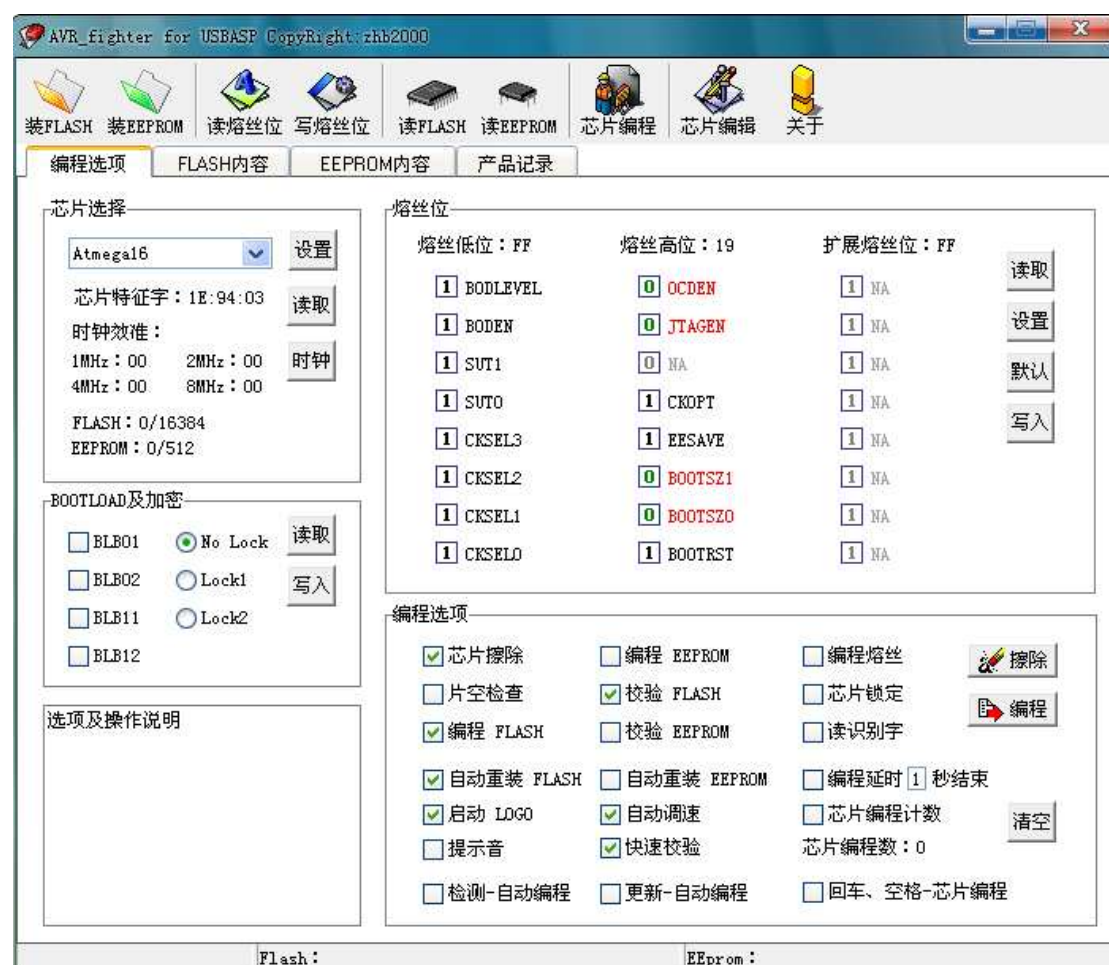 AVR_fighter for USBASP CopyRight:zhb2000
装FLASH 装EEPROM 读熔丝位 写熔丝位 读FLASH 读EEPROM 芯片编程 芯片编辑 关于
编程选项 FLASH内容 EEPROM内容 产品记录
芯片选择
Atmega16 设置
芯片特征字:1E:94:03 读取
时钟效准:
1MHz:00 2MHz:00 时钟
4MHz:00 8MHz:00
FLASH:0/16384
EEPROM:0/512
BOOTLOAD及加密
BLB01 No Lock 读取
BLB02 Lock1 写入
BLB11 Lock2
BLB12
选项及操作说明
熔丝位
熔丝低位:FF 熔丝高位:19 扩展熔丝位:FF 读取
1 BODLEVEL 0 OCDEN 1 NA
1 BODEN 0 JTAGEN 1 NA 设置
1 SUT1 0 NA 1 NA 默认
1 SUT0 1 CKOPT 1 NA 写入
1 CKSEL3 1 EESAVE 1 NA
1 CKSEL2 0 BOOTSZ1 1 NA
1 CKSEL1 0 BOOTSZ0 1 NA
1 CKSEL0 1 BOOTRST 1 NA
编程选项
芯片擦除 编程 EEPROM 编程熔丝 擦除
片空检查 校验 FLASH 芯片锁定 编程
编程 FLASH 校验 EEPROM 读识别字
自动重装 FLASH 自动重装 EEPROM 编程延时 1 秒结束
启动 LOGO 自动调速 芯片编程计数 清空
提示音 快速校验 芯片编程数:0
检测-自动编程 更新-自动编程 回车、空格-芯片编程
Flash: EEprom: